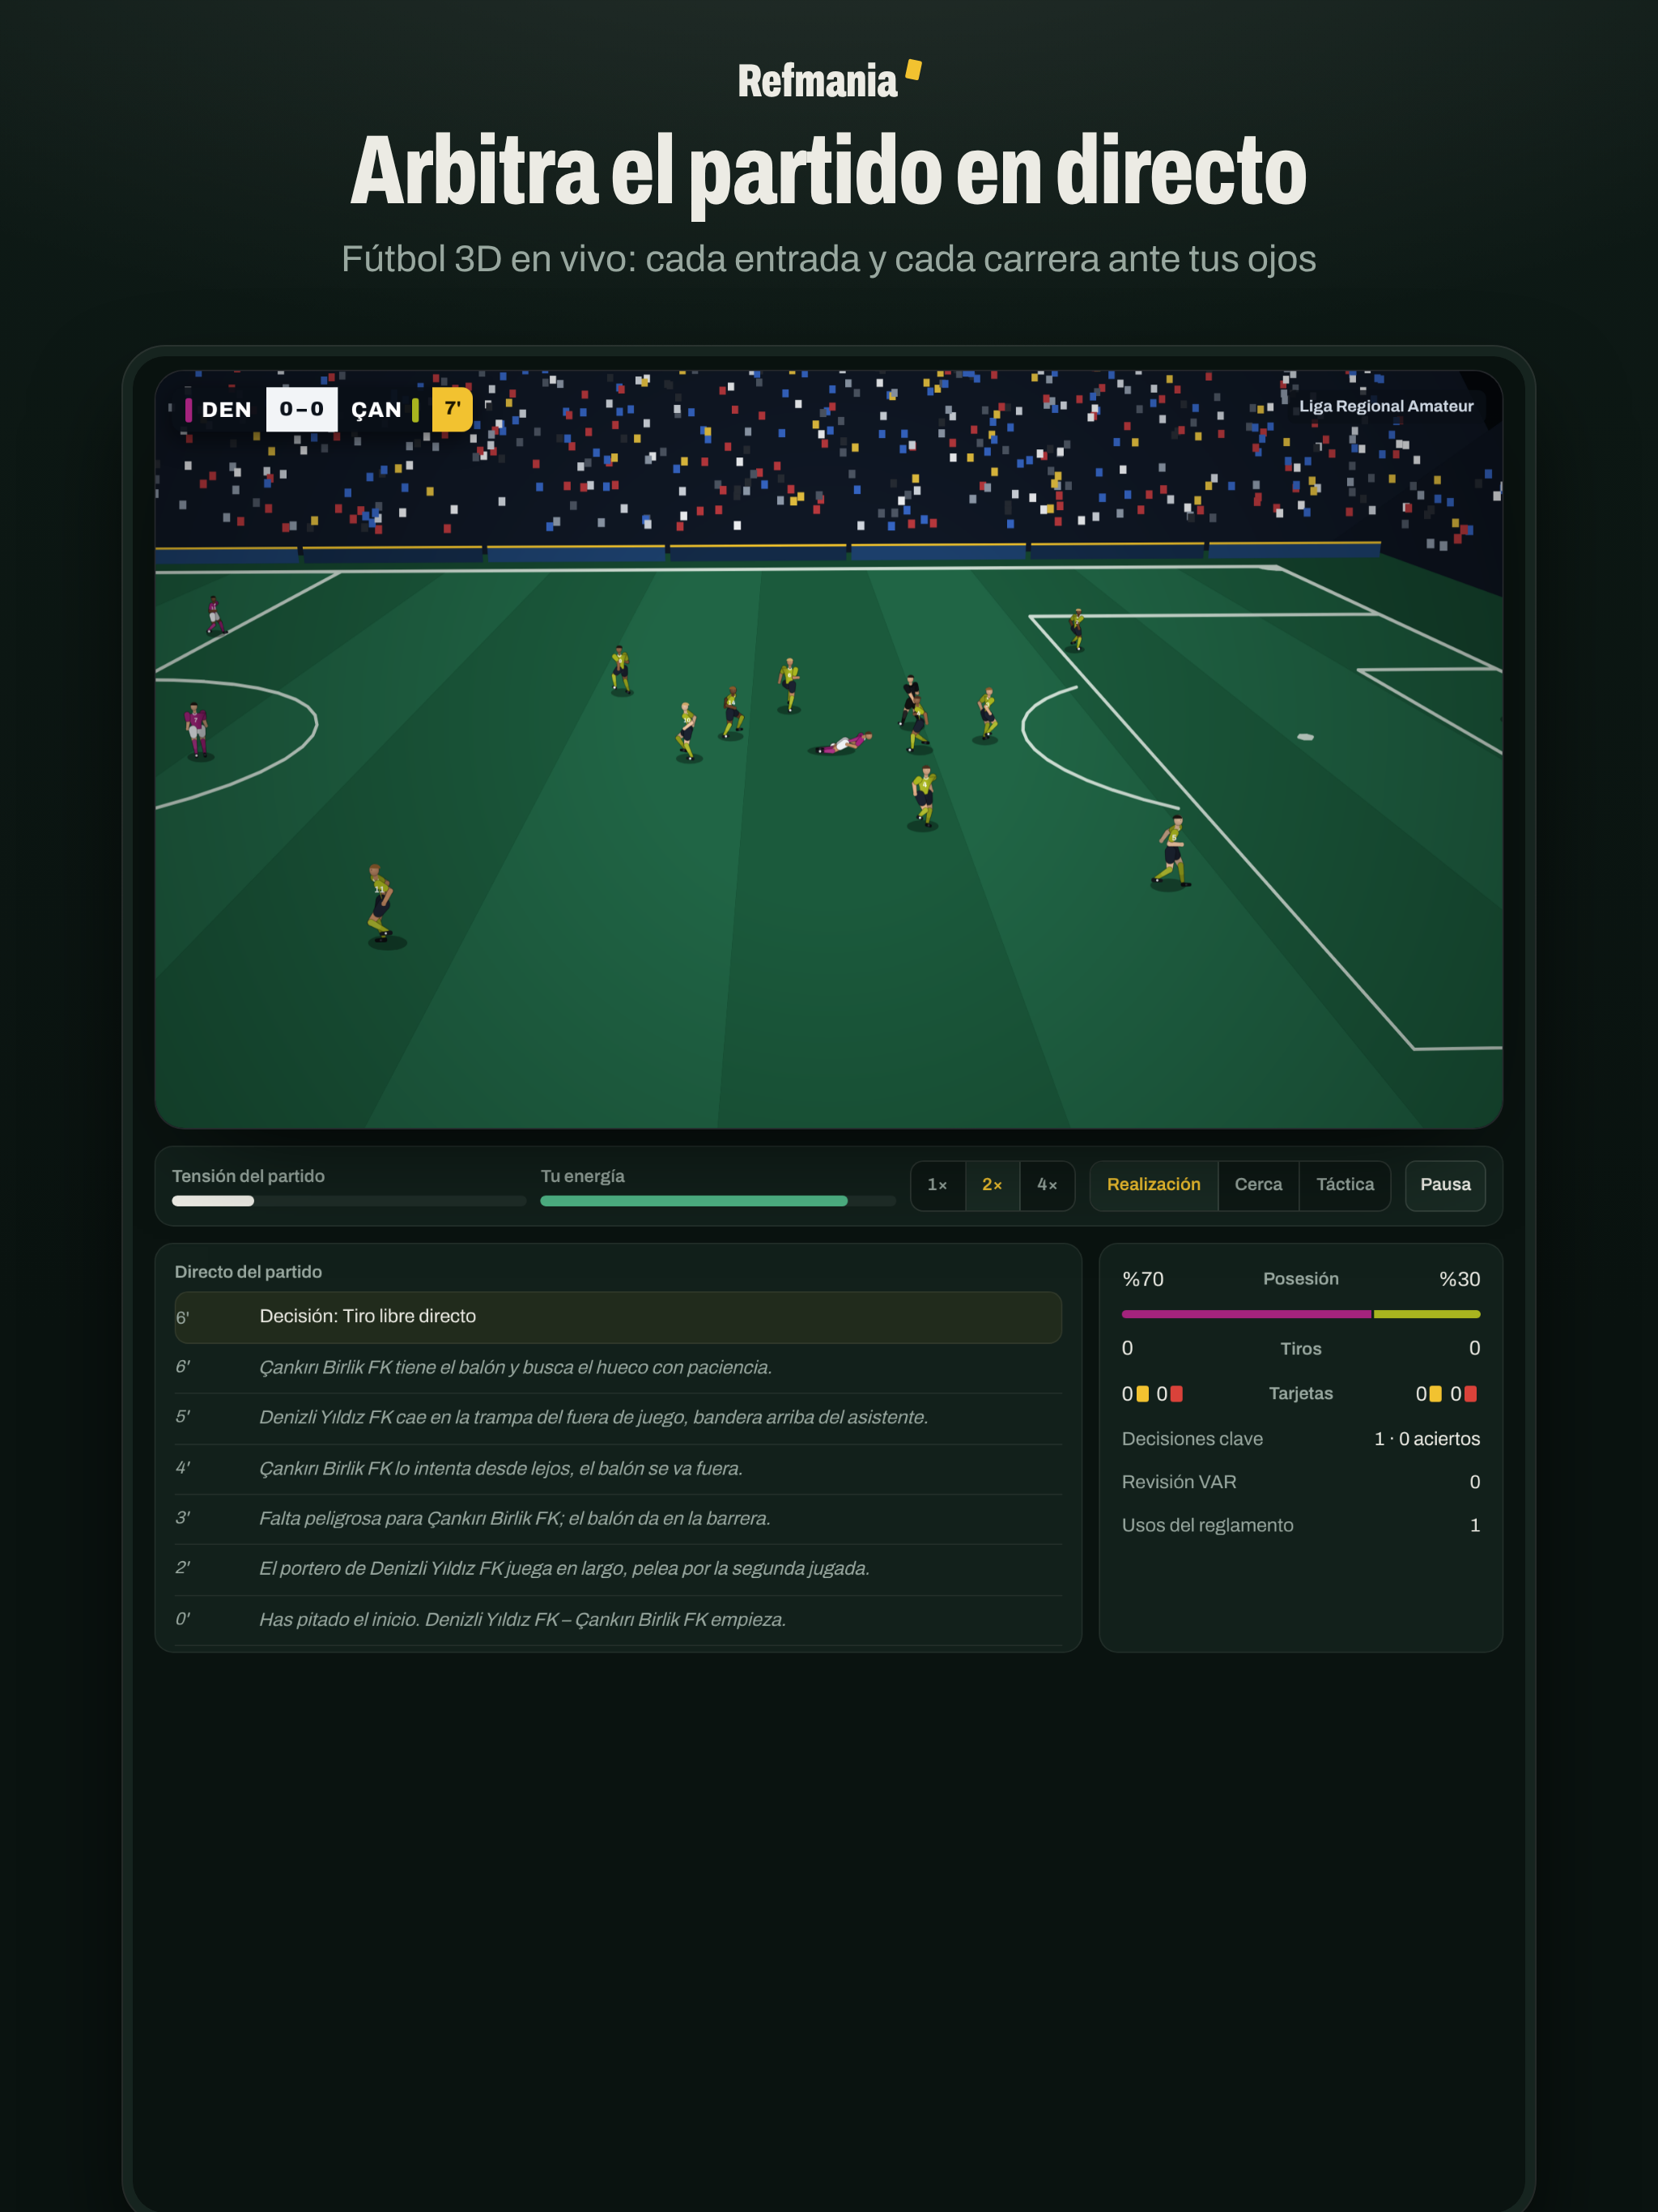 Refmania
Arbitra el partido en directo
Fútbol 3D en vivo: cada entrada y cada carrera ante tus ojos
DEN 0–0 ÇAN 7'
Liga Regional Amateur
Tensión del partido
Tu energía
1× 2× 4×
Realización Cerca Táctica
Pausa
Directo del partido
6' Decisión: Tiro libre directo
6' Çankırı Birlik FK tiene el balón y busca el hueco con paciencia.
5' Denizli Yıldız FK cae en la trampa del fuera de juego, bandera arriba del asistente.
4' Çankırı Birlik FK lo intenta desde lejos, el balón se va fuera.
3' Falta peligrosa para Çankırı Birlik FK; el balón da en la barrera.
2' El portero de Denizli Yıldız FK juega en largo, pelea por la segunda jugada.
0' Has pitado el inicio. Denizli Yıldız FK – Çankırı Birlik FK empieza.
%70 Posesión %30
0 Tiros 0
0 0 Tarjetas 0 0
Decisiones clave 1 · 0 aciertos
Revisión VAR 0
Usos del reglamento 1